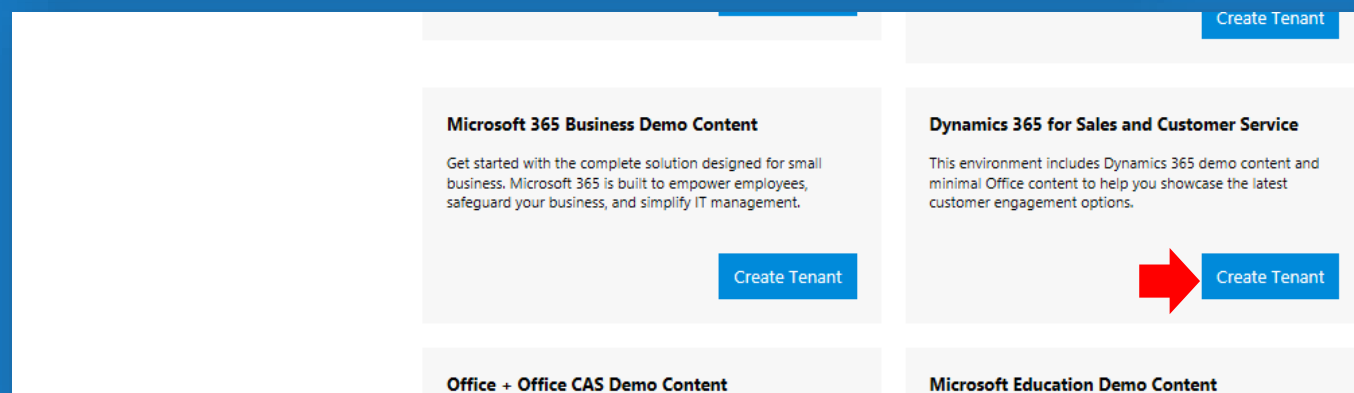 Create Tenant
Microsoft 365 Business Demo Content
Get started with the complete solution designed for small
business. Microsoft 365 is built to empower employees,
safeguard your business, and simplify IT management.
Create Tenant
Dynamics 365 for Sales and Customer Service
This environment includes Dynamics 365 demo content and
minimal Office content to help you showcase the latest
customer engagement options.
Create Tenant
Office + Office CAS Demo Content
Microsoft Education Demo Content